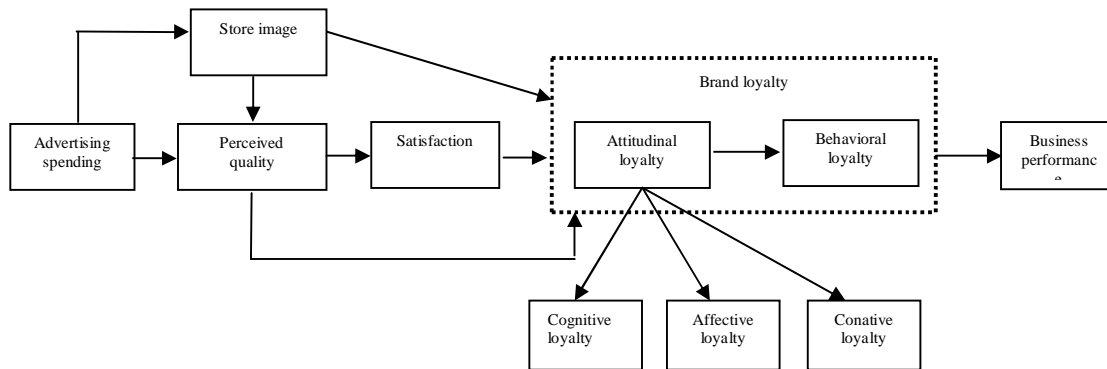 Store image
Brand loyalty
Advertising
spending
Perceived
quality
Satisfaction
Attitudinal
loyalty
Behavioral
loyalty
Business
performanc
e
Cognitive
loyalty
Affective
loyalty
Conative
loyalty